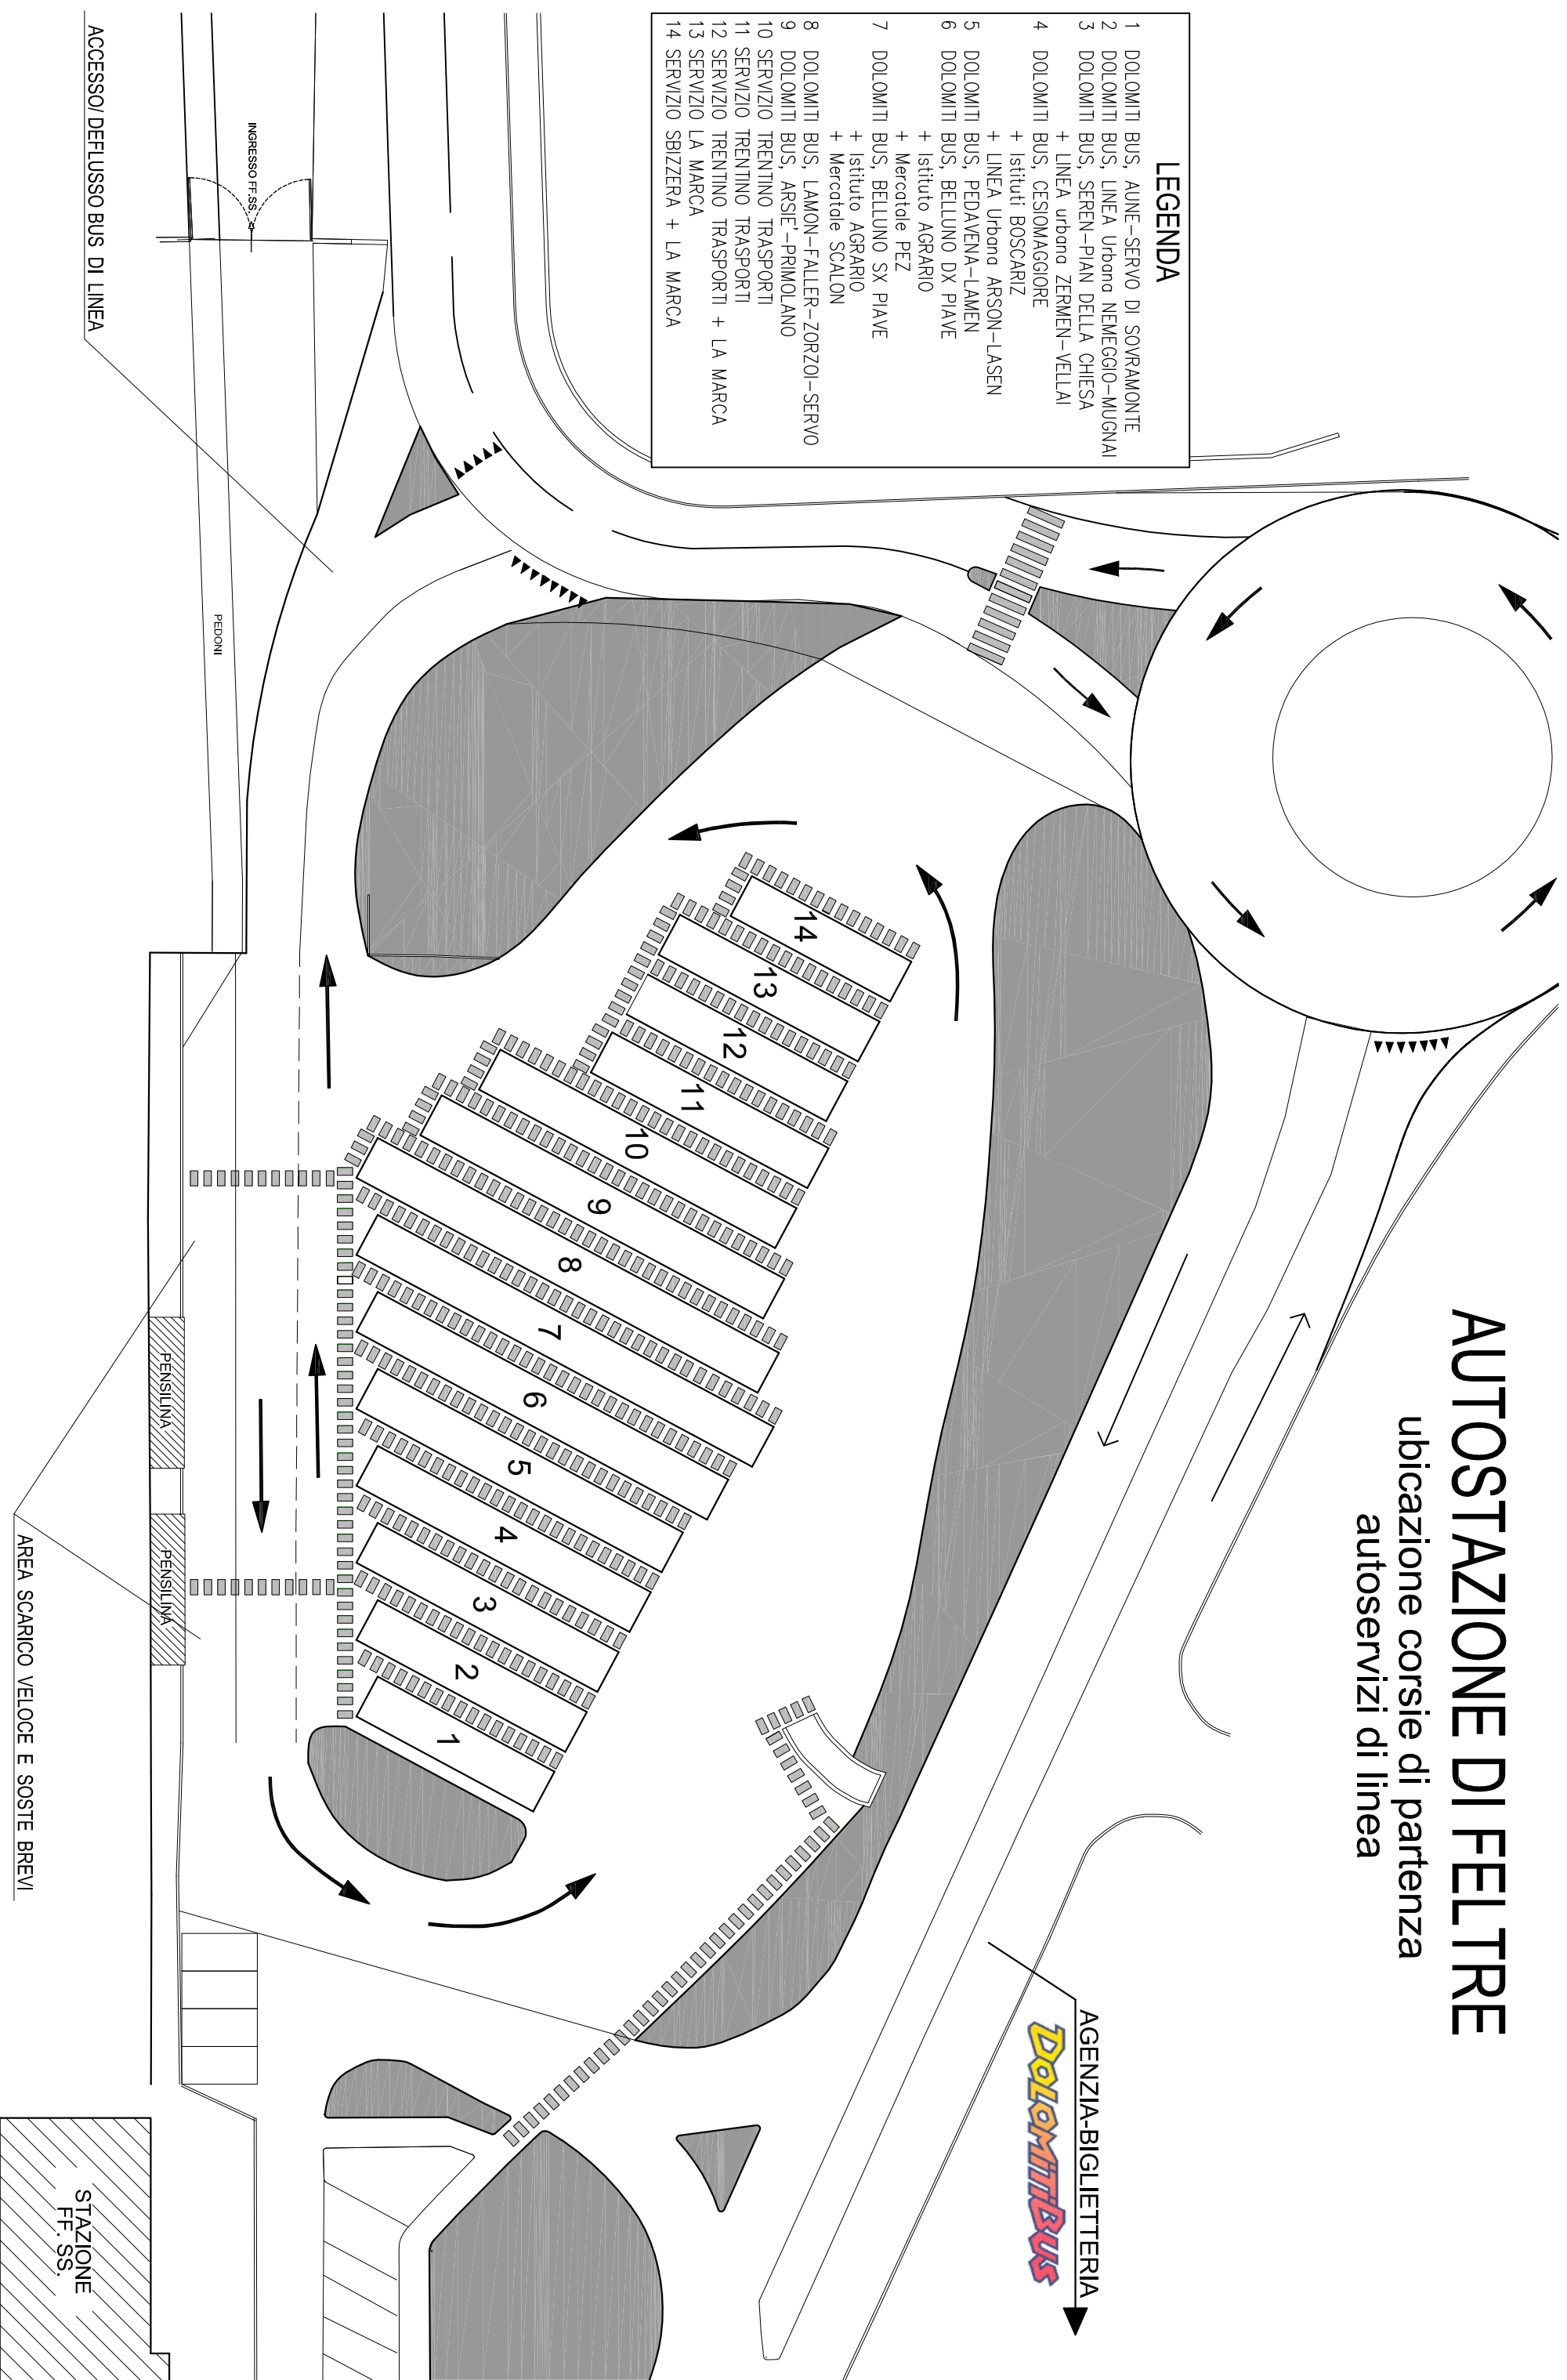 AUTOSTAZIONE DI FELTRE
ubicazione corsie di partenza
autoservizi di linea
LEGENDA
1 DOLOMITI BUS, AUNE-SERVO DI SOVRAMONTE
2 DOLOMITI BUS, LINEA Urbana NEMEGGIO-MUGNAI
3 DOLOMITI BUS, SEREN-PIAN DELLA CHIESA
+ LINEA urbana ZERMEN-VELLAI
4 DOLOMITI BUS, CESIOMAGGIORE
+ Istituti BOSCARIZ
+ LINEA Urbana ARSON-LASEN
5 DOLOMITI BUS, PEDAVENA-LAMEN
6 DOLOMITI BUS, BELLUNO DX PIAVE
+ Istituto AGRARIO
+ Mercatale PEZ
7 DOLOMITI BUS, BELLUNO SX PIAVE
+ Istituto AGRARIO
+ Mercatale SCALON
8 DOLOMITI BUS, LAMON-FALLER-ZORZOI-SERVO
9 DOLOMITI BUS, ARSIE'-PRIMOLANO
10 SERVIZIO TRENTINO TRASPORTI
11 SERVIZIO TRENTINO TRASPORTI
12 SERVIZIO TRENTINO TRASPORTI + LA MARCA
13 SERVIZIO LA MARCA
14 SERVIZIO SBIZZERA + LA MARCA
AGENZIA-BIGLIETTERIA
DOLOMITIBUS
14
13
12
11
10
9
8
7
6
5
4
3
2
1
INGRESSO FF.SS.
PEDONI
PENSILINA
PENSILINA
ACCESSO/DEFLUSSO BUS DI LINEA
AREA SCARICO VELOCE E SOSTE BREVI
STAZIONE
FF. SS.